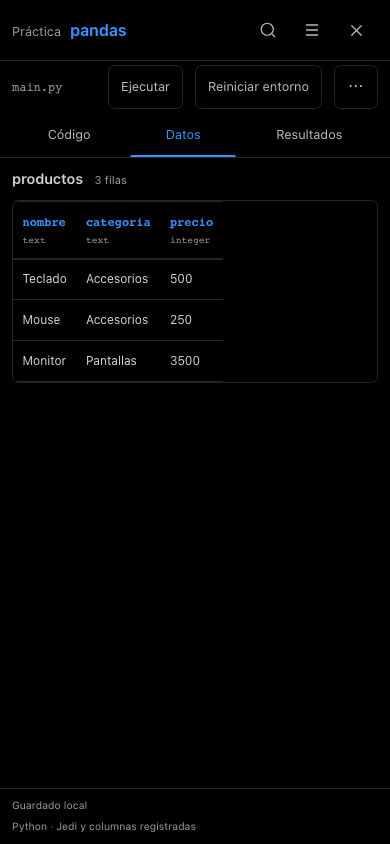 Práctica pandas
main.py Ejecutar Reiniciar entorno ...
Código Datos Resultados
productos 3 filas
nombre categoria precio
text text integer
Teclado Accesorios 500
Mouse Accesorios 250
Monitor Pantallas 3500
Guardado local
Python · Jedi y columnas registradas